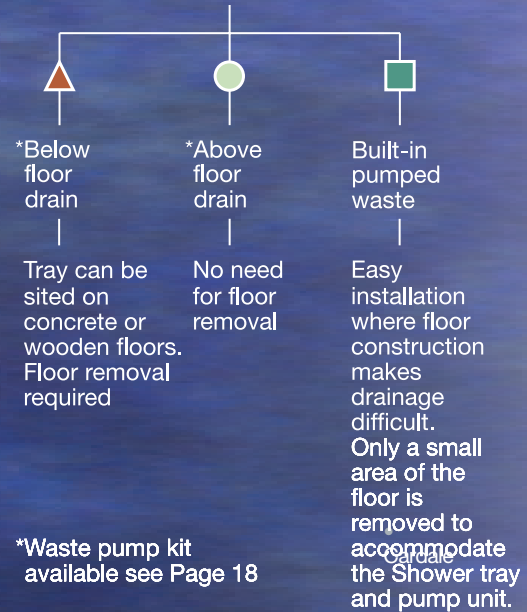 *Below
floor
drain
Tray can be
sited on
concrete or
wooden floors.
Floor removal
required
*Above
floor
drain
No need
for floor
removal
Built-in
pumped
waste
Easy
installation
where floor
construction
makes
drainage
difficult.
Only a small
area of the
floor is
removed to
accommodate
the Shower tray
and pump unit.
Oardale
*Waste pump kit
available see Page 18